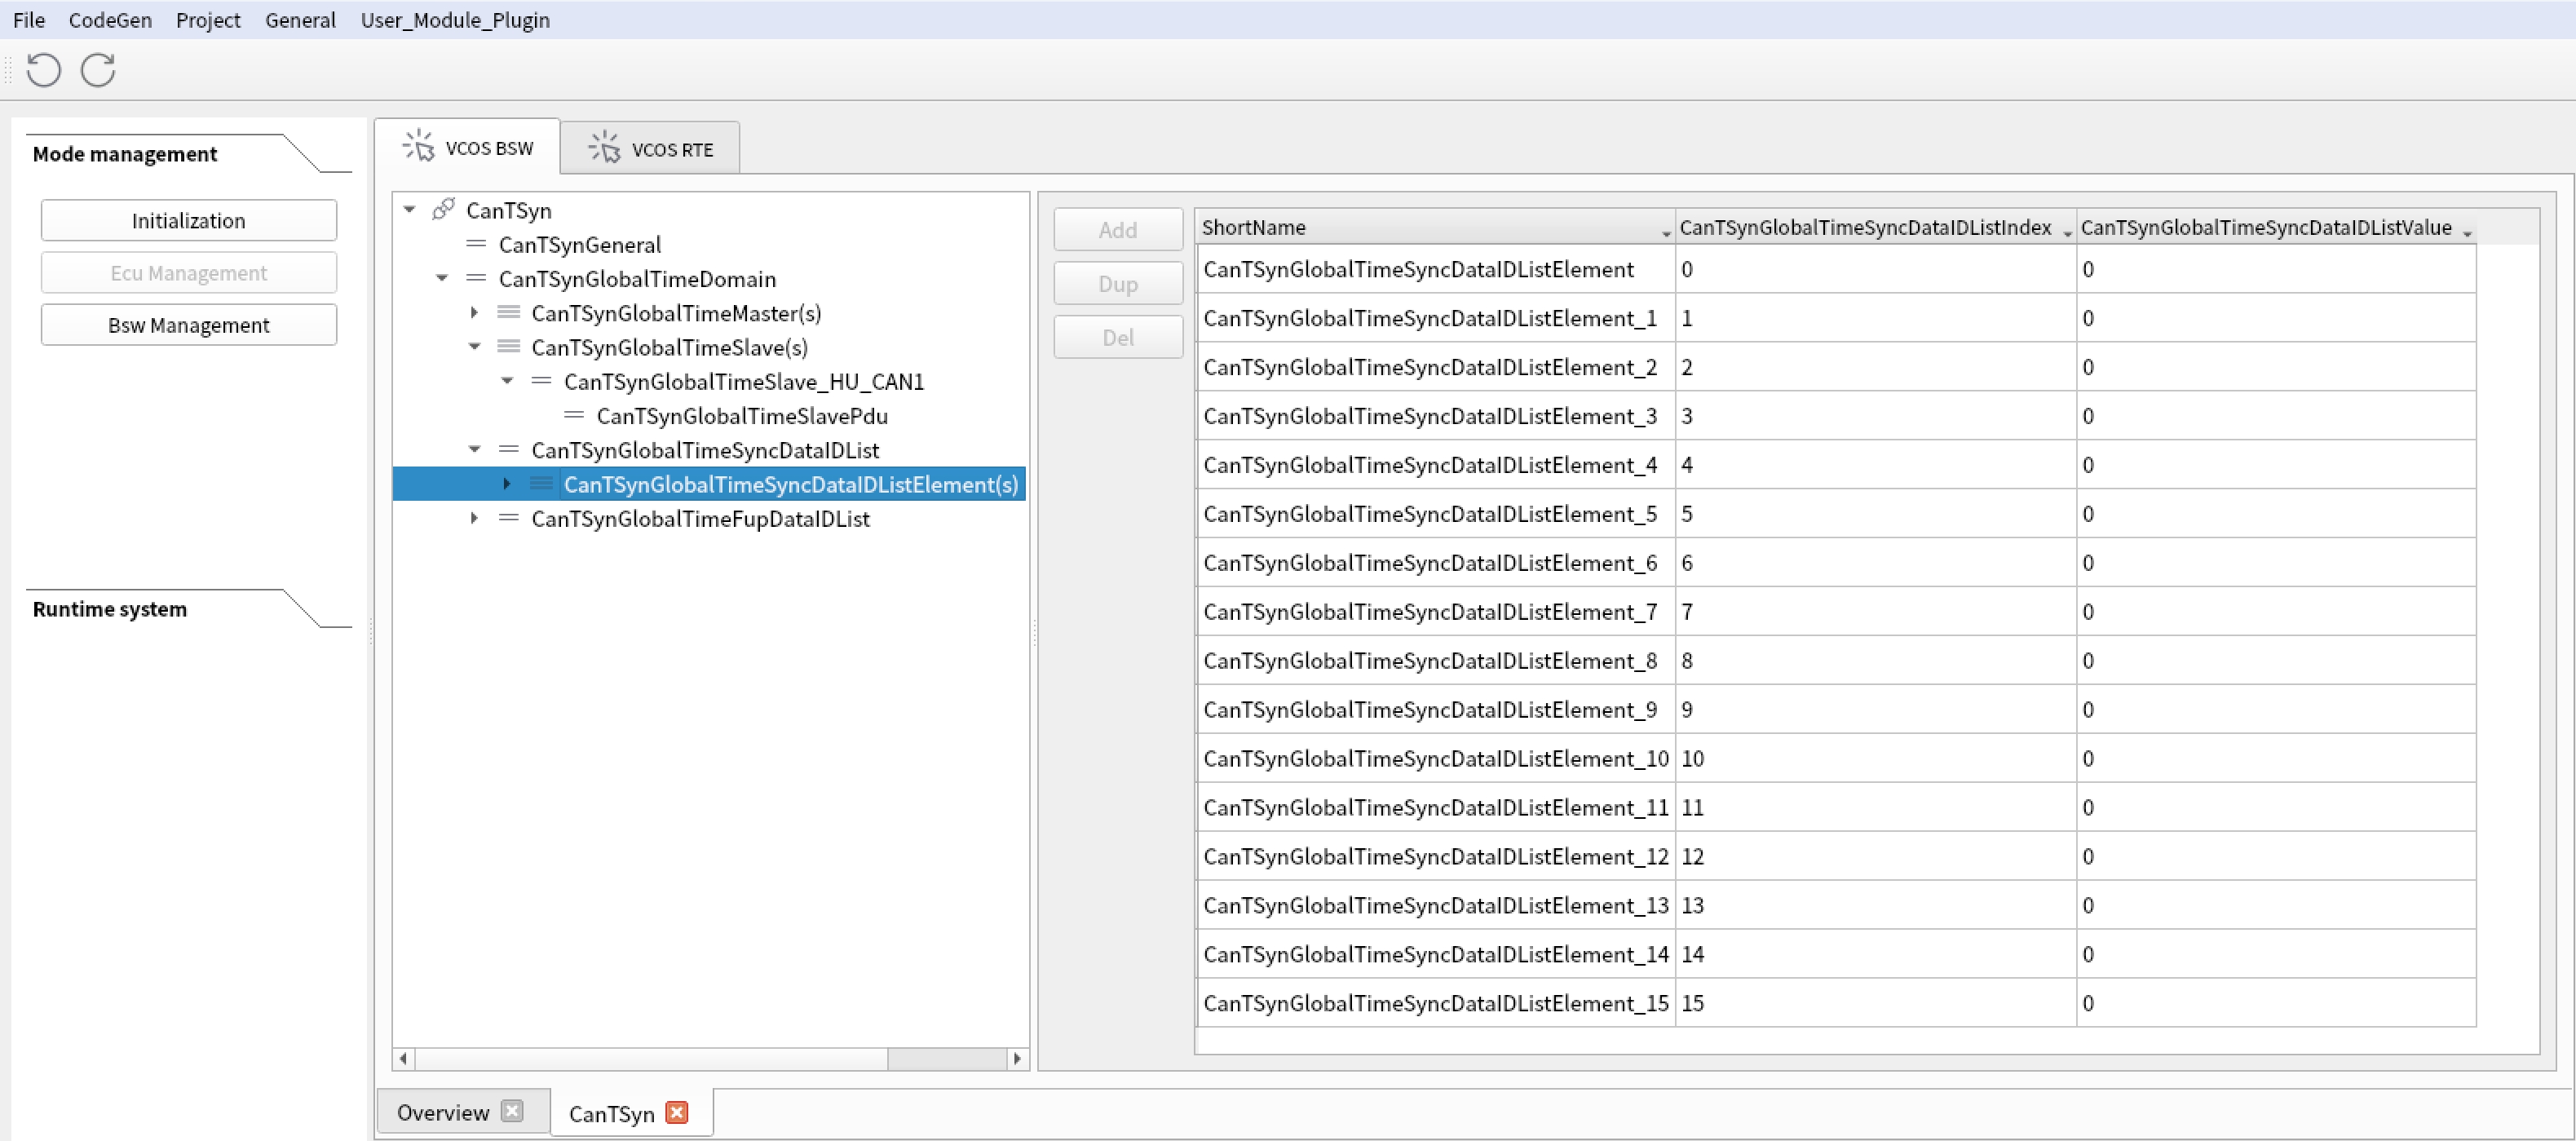 File CodeGen Project General User_Module_Plugin
Mode management
Initialization
Ecu Management
Bsw Management
Runtime system
VCOS BSW VCOS RTE
CanTSyn
CanTSynGeneral
CanTSynGlobalTimeDomain
CanTSynGlobalTimeMaster(s)
CanTSynGlobalTimeSlave(s)
CanTSynGlobalTimeSlave_HU_CAN1
CanTSynGlobalTimeSlavePdu
CanTSynGlobalTimeSyncDataIDList
CanTSynGlobalTimeSyncDataIDListElement(s)
CanTSynGlobalTimeFupDataIDList
Add
Dup
Del
ShortName CanTSynGlobalTimeSyncDataIDListIndex CanTSynGlobalTimeSyncDataIDListValue
CanTSynGlobalTimeSyncDataIDListElement 0 0
CanTSynGlobalTimeSyncDataIDListElement_1 1 0
CanTSynGlobalTimeSyncDataIDListElement_2 2 0
CanTSynGlobalTimeSyncDataIDListElement_3 3 0
CanTSynGlobalTimeSyncDataIDListElement_4 4 0
CanTSynGlobalTimeSyncDataIDListElement_5 5 0
CanTSynGlobalTimeSyncDataIDListElement_6 6 0
CanTSynGlobalTimeSyncDataIDListElement_7 7 0
CanTSynGlobalTimeSyncDataIDListElement_8 8 0
CanTSynGlobalTimeSyncDataIDListElement_9 9 0
CanTSynGlobalTimeSyncDataIDListElement_10 10 0
CanTSynGlobalTimeSyncDataIDListElement_11 11 0
CanTSynGlobalTimeSyncDataIDListElement_12 12 0
CanTSynGlobalTimeSyncDataIDListElement_13 13 0
CanTSynGlobalTimeSyncDataIDListElement_14 14 0
CanTSynGlobalTimeSyncDataIDListElement_15 15 0
Overview CanTSyn